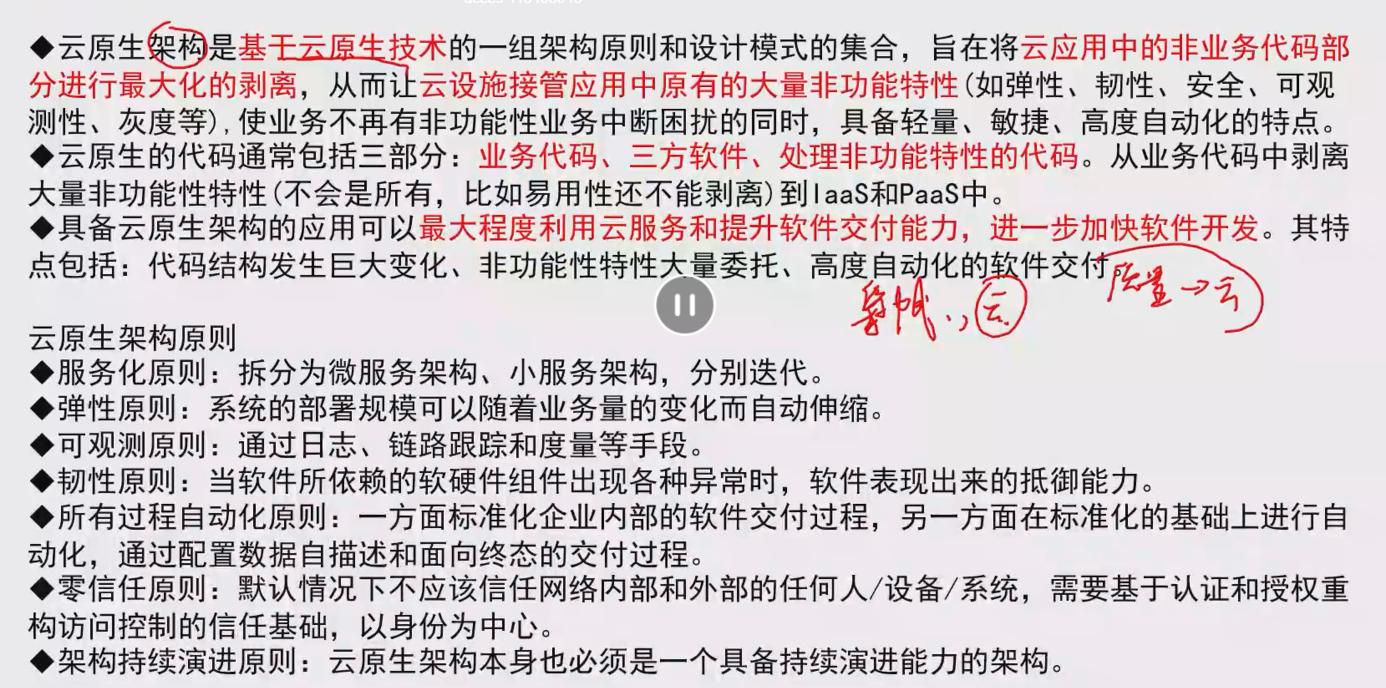 ◆云原生架构是基于云原生技术的一组架构原则和设计模式的集合，旨在将云应用中的非业务代码部
分进行最大化的剥离，从而让云设施接管应用中原有的大量非功能特性(如弹性、韧性、安全、可观
测性、灰度等),使业务不再有非功能性业务中断困扰的同时，具备轻量、敏捷、高度自动化的特点。
◆云原生的代码通常包括三部分：业务代码、三方软件、处理非功能特性的代码。从业务代码中剥离
大量非功能性特性(不会是所有，比如易用性还不能剥离)到IaaS和PaaS中。
◆具备云原生架构的应用可以最大程度利用云服务和提升软件交付能力，进一步加快软件开发。其特
点包括：代码结构发生巨大变化、非功能性特性大量委托、高度自动化的软件交付。
质量→云
云
云原生架构原则
◆服务化原则：拆分为微服务架构、小服务架构，分别迭代。
◆弹性原则：系统的部署规模可以随着业务量的变化而自动伸缩。
◆可观测原则：通过日志、链路跟踪和度量等手段。
◆韧性原则：当软件所依赖的软硬件组件出现各种异常时，软件表现出来的抵御能力。
◆所有过程自动化原则：一方面标准化企业内部的软件交付过程，另一方面在标准化的基础上进行自
动化，通过配置数据自描述和面向终态的交付过程。
◆零信任原则：默认情况下不应该信任网络内部和外部的任何人/设备/系统，需要基于认证和授权重
构访问控制的信任基础，以身份为中心。
◆架构持续演进原则：云原生架构本身也必须是一个具备持续演进能力的架构。